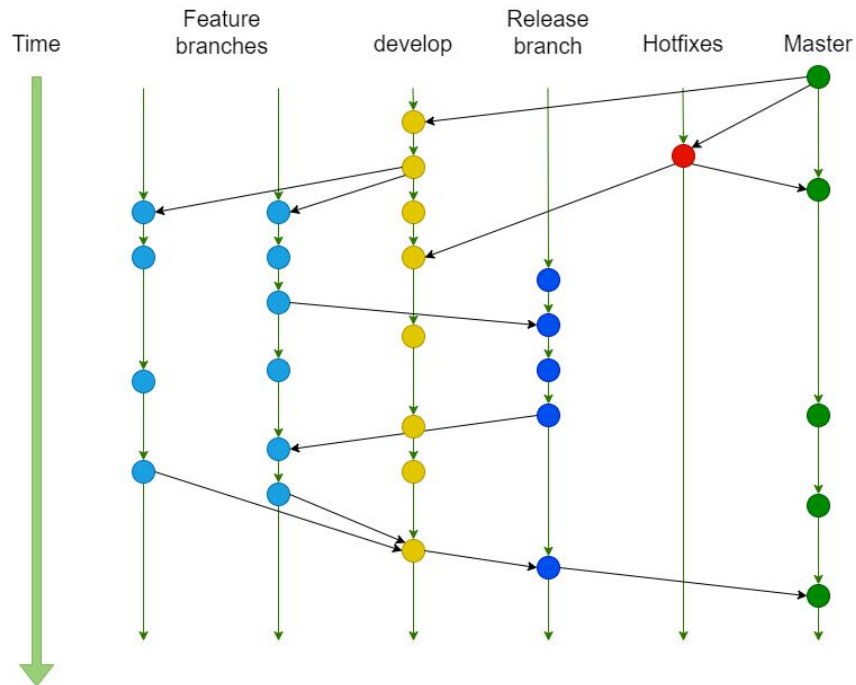 Time
Feature
branches
develop
Release
branch
Hotfixes
Master